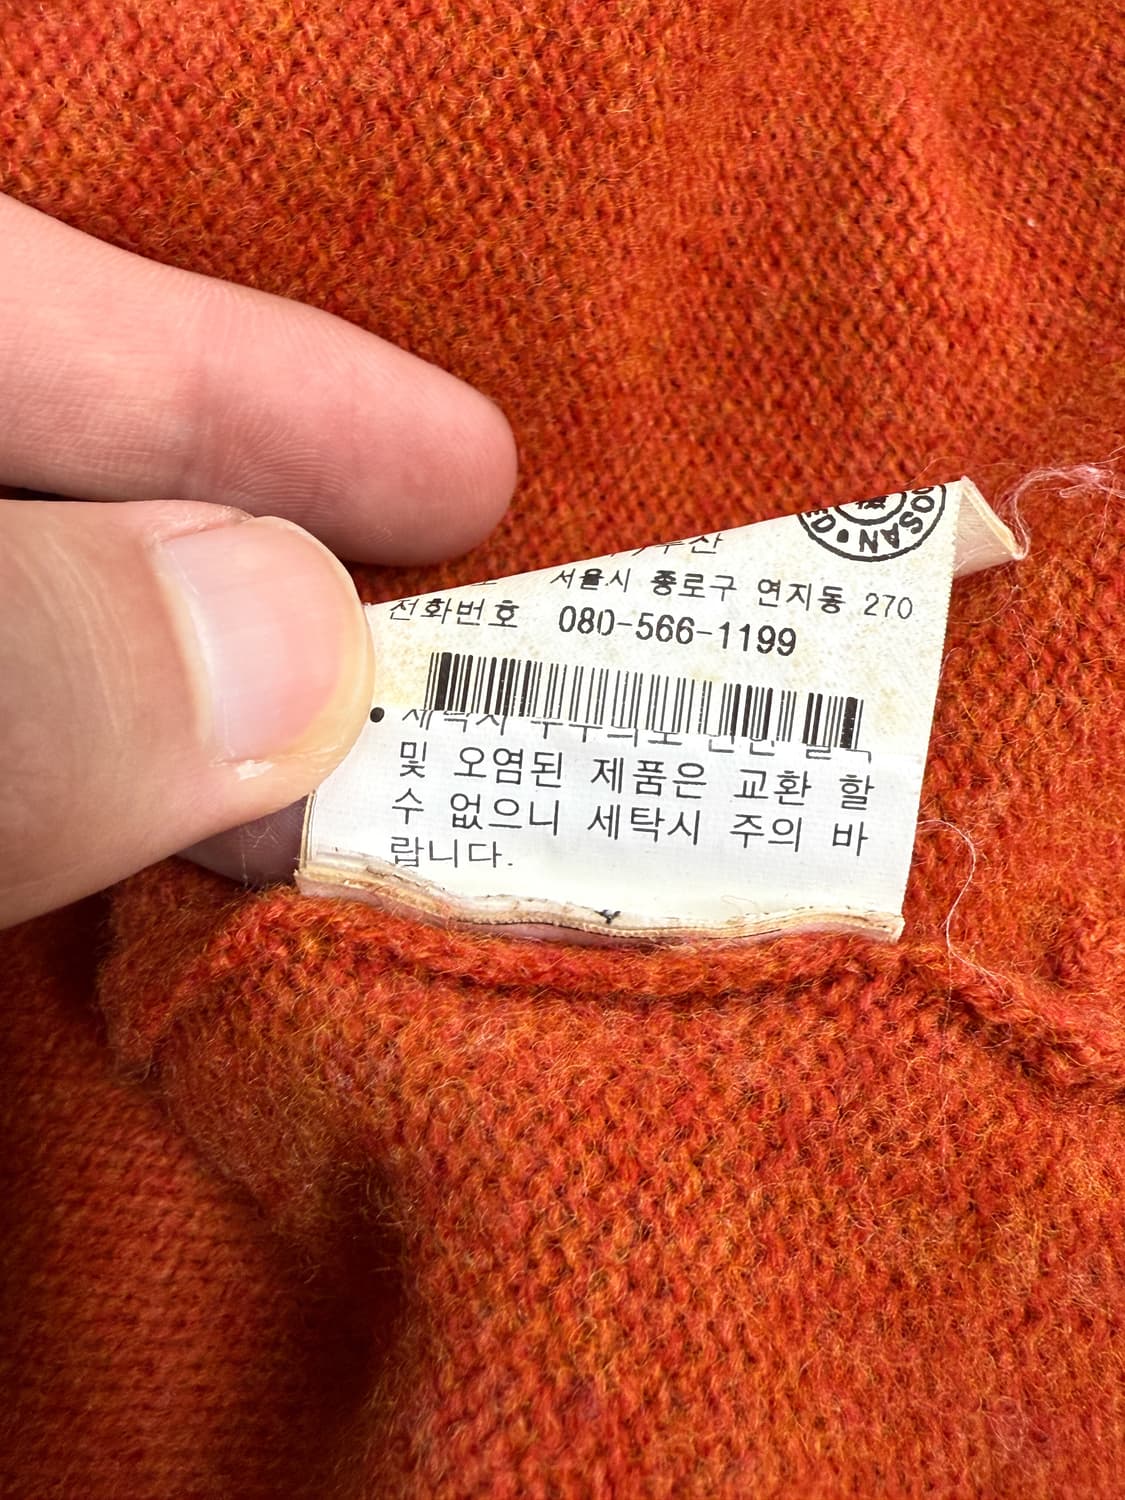 OOSAN
서울시 종로구 연지동 270
전화번호 080-566-1199
및 오염된 제품은 교환 할
수 없으니 세탁시 주의 바
랍니다.